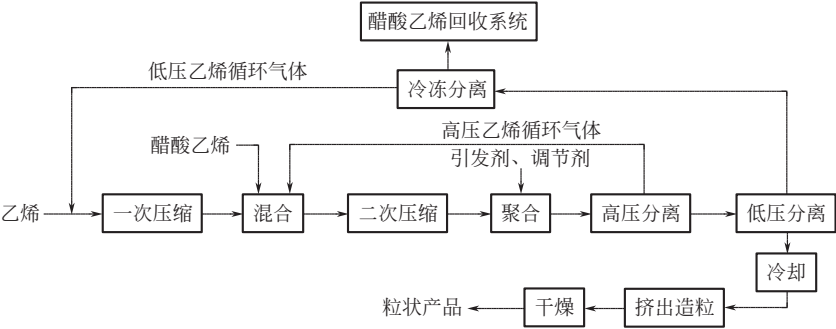 醋酸乙烯回收系统
低压乙烯循环气体
冷冻分离
高压乙烯循环气体
醋酸乙烯
引发剂、调节剂
乙烯
一次压缩
混合
二次压缩
聚合
高压分离
低压分离
冷却
粒状产品
干燥
挤出造粒